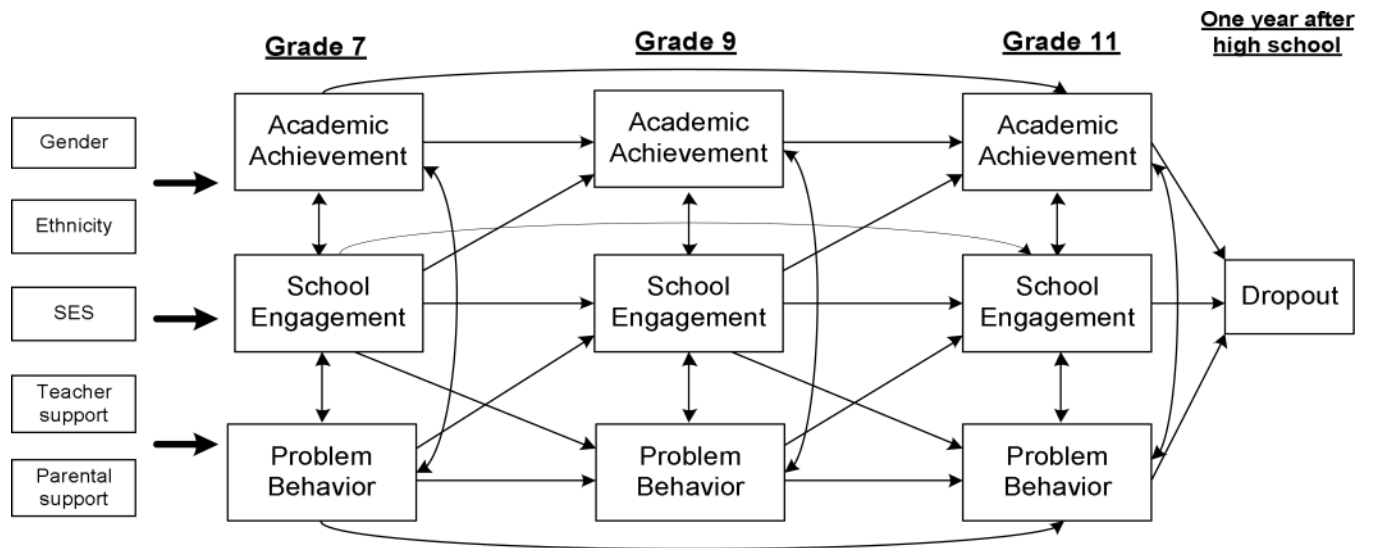 Grade 7
Grade 9
Grade 11
One year after
high school
Gender
Ethnicity
SES
Teacher
support
Parental
support
Academic
Achievement
School
Engagement
Problem
Behavior
Academic
Achievement
School
Engagement
Problem
Behavior
Academic
Achievement
School
Engagement
Problem
Behavior
Dropout